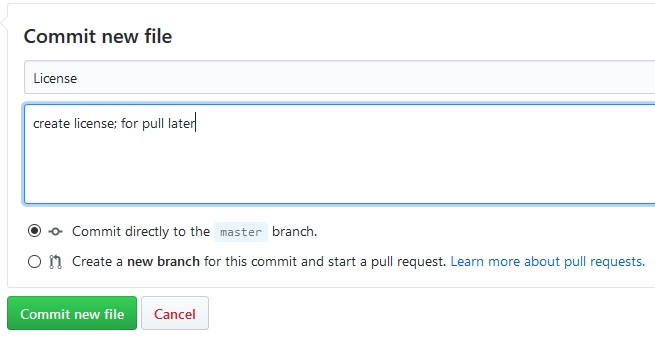 Commit new file
License
create license; for pull later
Commit directly to the master branch.
Create a new branch for this commit and start a pull request. Learn more about pull requests.
Commit new file Cancel